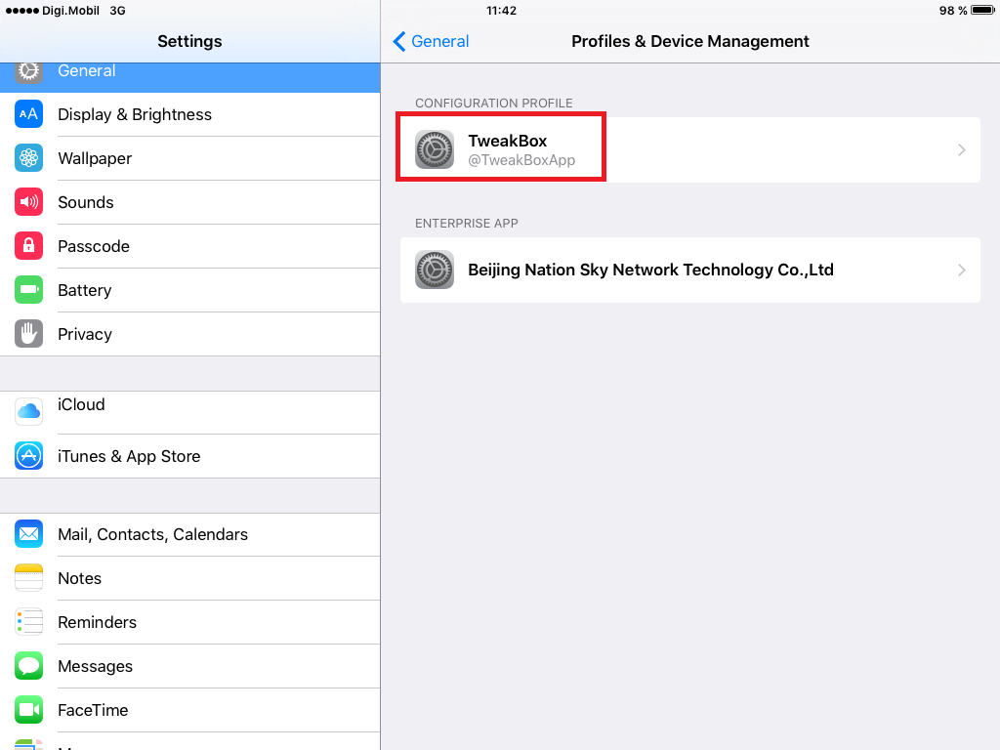 Digi.Mobil 3G 11:42 98 %
Settings
General
AA
Display & Brightness
Wallpaper
Sounds
Passcode
Battery
Privacy
iCloud
iTunes & App Store
Mail, Contacts, Calendars
Notes
Reminders
Messages
FaceTime
General
Profiles & Device Management
CONFIGURATION PROFILE
TweakBox
@TweakBoxApp
ENTERPRISE APP
Beijing Nation Sky Network Technology Co.,Ltd